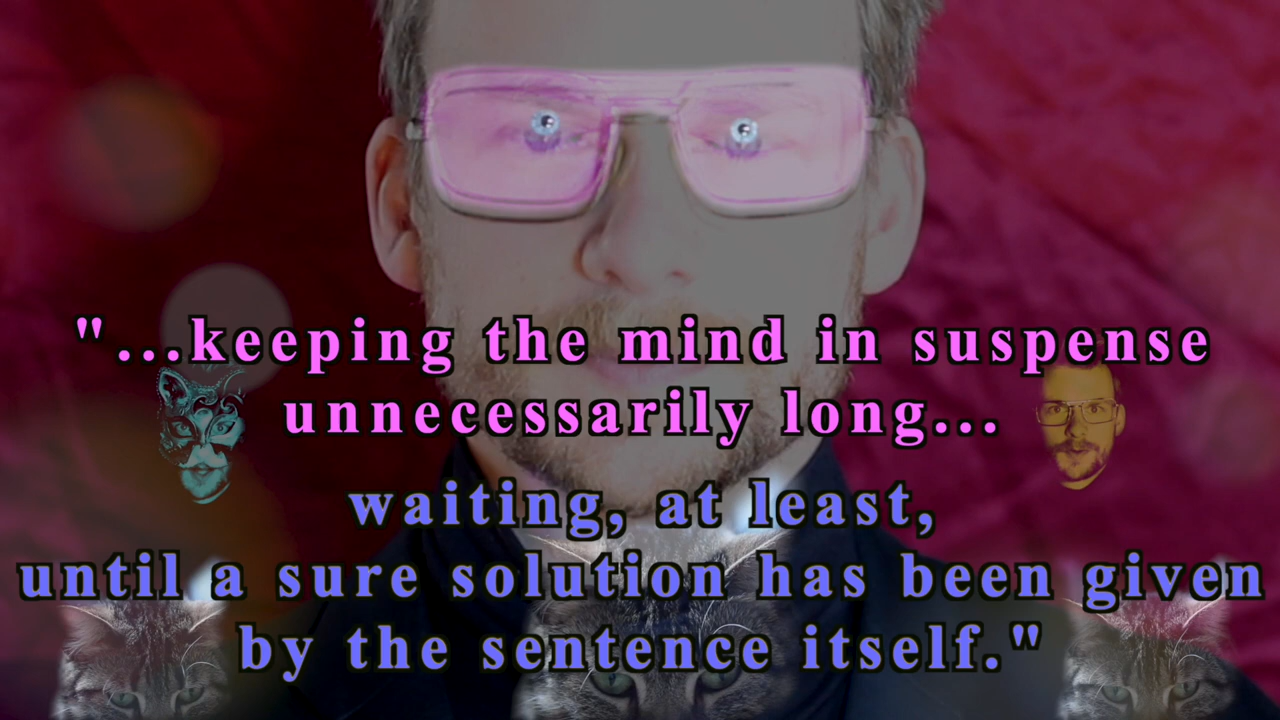 "...keeping the mind in suspense
unnecessarily long...
waiting, at least,
until a sure solution has been given
by the sentence itself."